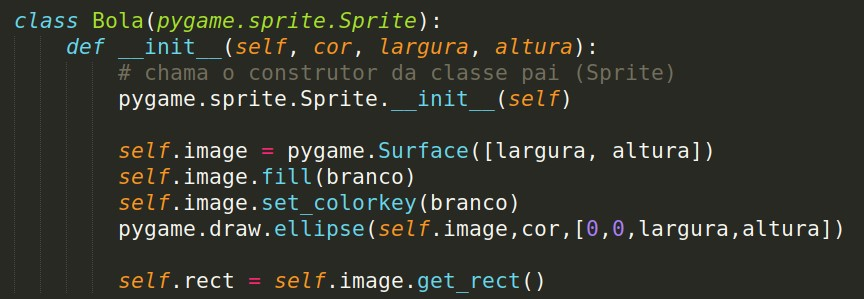 class Bola(pygame.sprite.Sprite):
    def __init__(self, cor, largura, altura):
        # chama o construtor da classe pai (Sprite)
        pygame.sprite.Sprite.__init__(self)

        self.image = pygame.Surface([largura, altura])
        self.image.fill(branco)
        self.image.set_colorkey(branco)
        pygame.draw.ellipse(self.image,cor,[0,0,largura,altura])

        self.rect = self.image.get_rect()